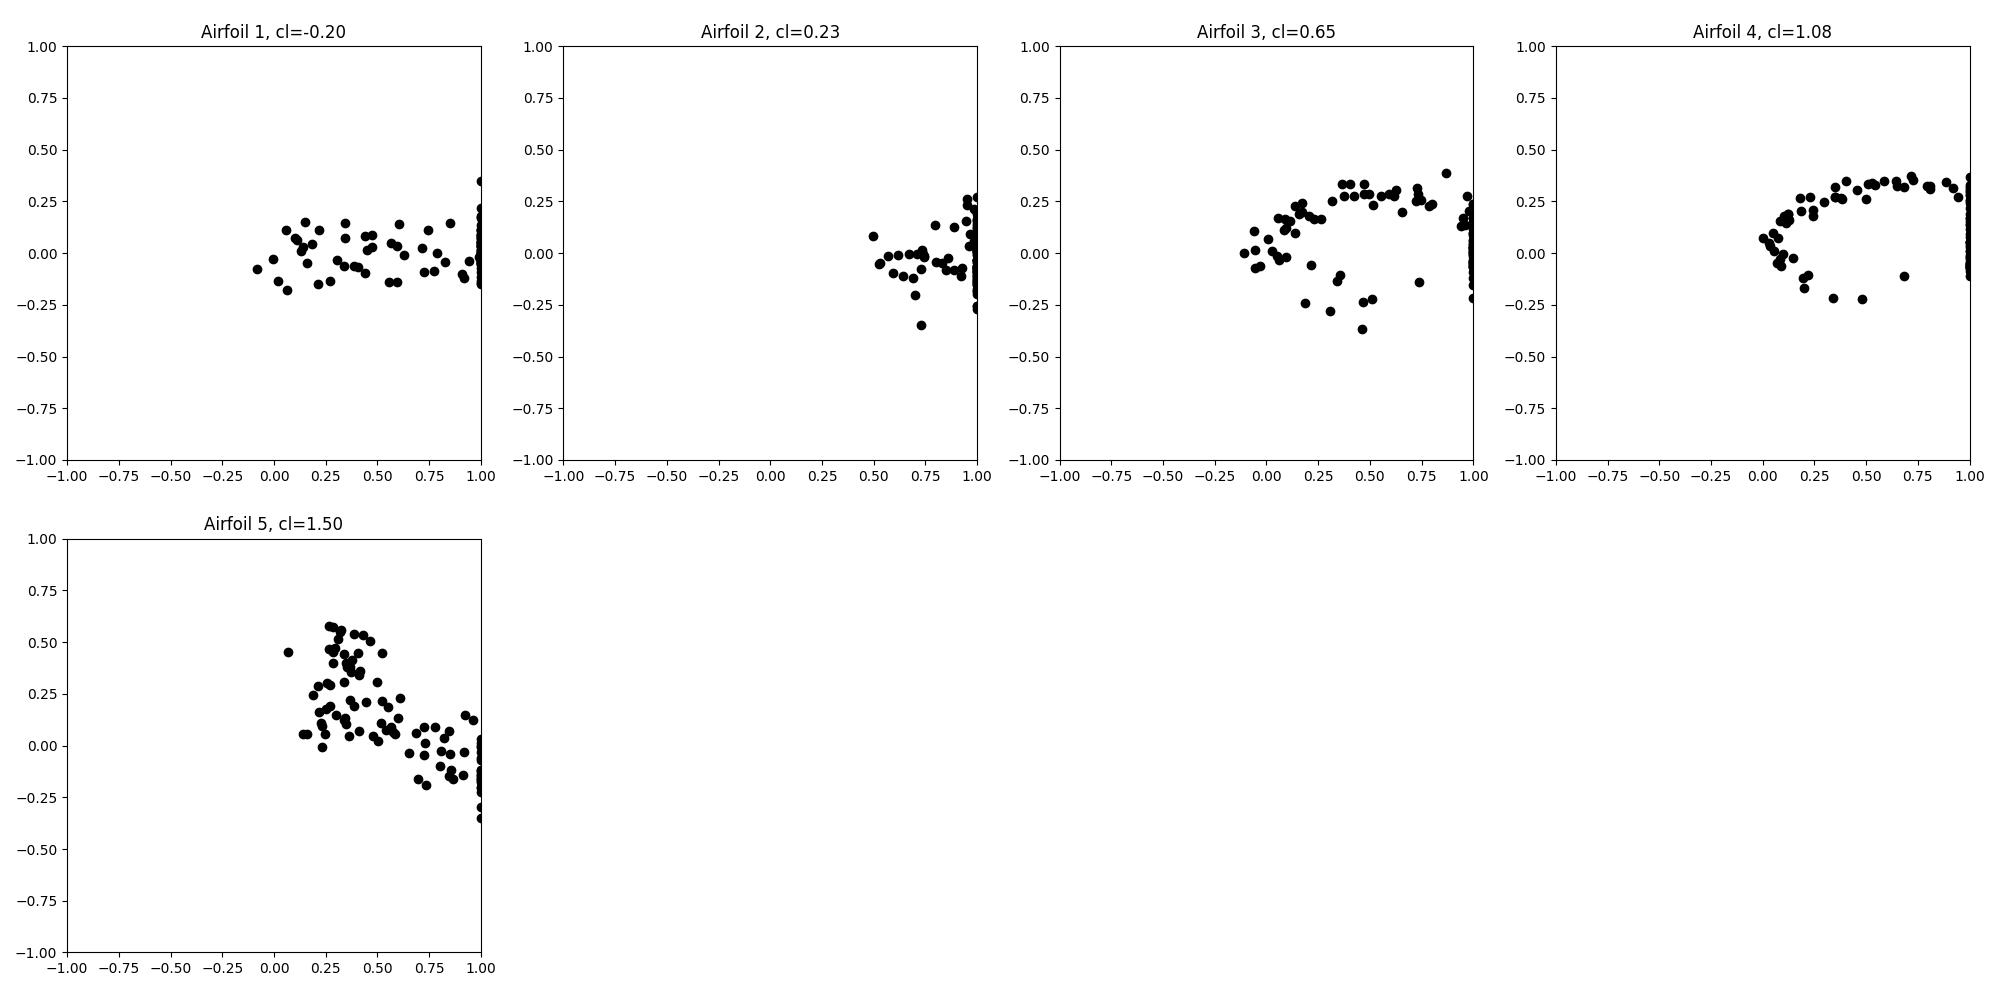 Airfoil 1, cl=-0.20
Airfoil 2, cl=0.23
Airfoil 3, cl=0.65
Airfoil 4, cl=1.08
1.00 1.00 1.00 1.00
0.75 0.75 0.75 0.75
0.50 0.50 0.50 0.50
0.25 0.25 0.25 0.25
0.00 0.00 0.00 0.00
−0.25 −0.25 −0.25 −0.25
−0.50 −0.50 −0.50 −0.50
−0.75 −0.75 −0.75 −0.75
−1.00 −1.00 −1.00 −1.00
−1.00 −0.75 −0.50 −0.25 0.00 0.25 0.50 0.75 1.00
−1.00 −0.75 −0.50 −0.25 0.00 0.25 0.50 0.75 1.00
−1.00 −0.75 −0.50 −0.25 0.00 0.25 0.50 0.75 1.00
−1.00 −0.75 −0.50 −0.25 0.00 0.25 0.50 0.75 1.00
Airfoil 5, cl=1.50
1.00
0.75
0.50
0.25
0.00
−0.25
−0.50
−0.75
−1.00
−1.00 −0.75 −0.50 −0.25 0.00 0.25 0.50 0.75 1.00